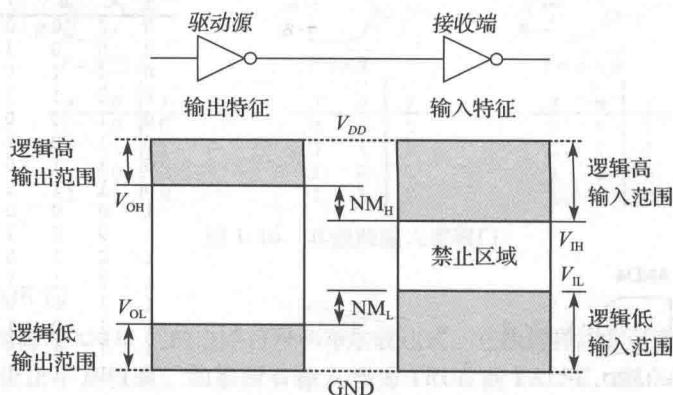 驱动源
接收端
输出特征
输入特征
V_DD
逻辑高
输出范围
V_OH
NM_H
逻辑高
输入范围
V_IH
禁止区域
V_IL
V_OL
NM_L
逻辑低
输出范围
逻辑低
输入范围
GND